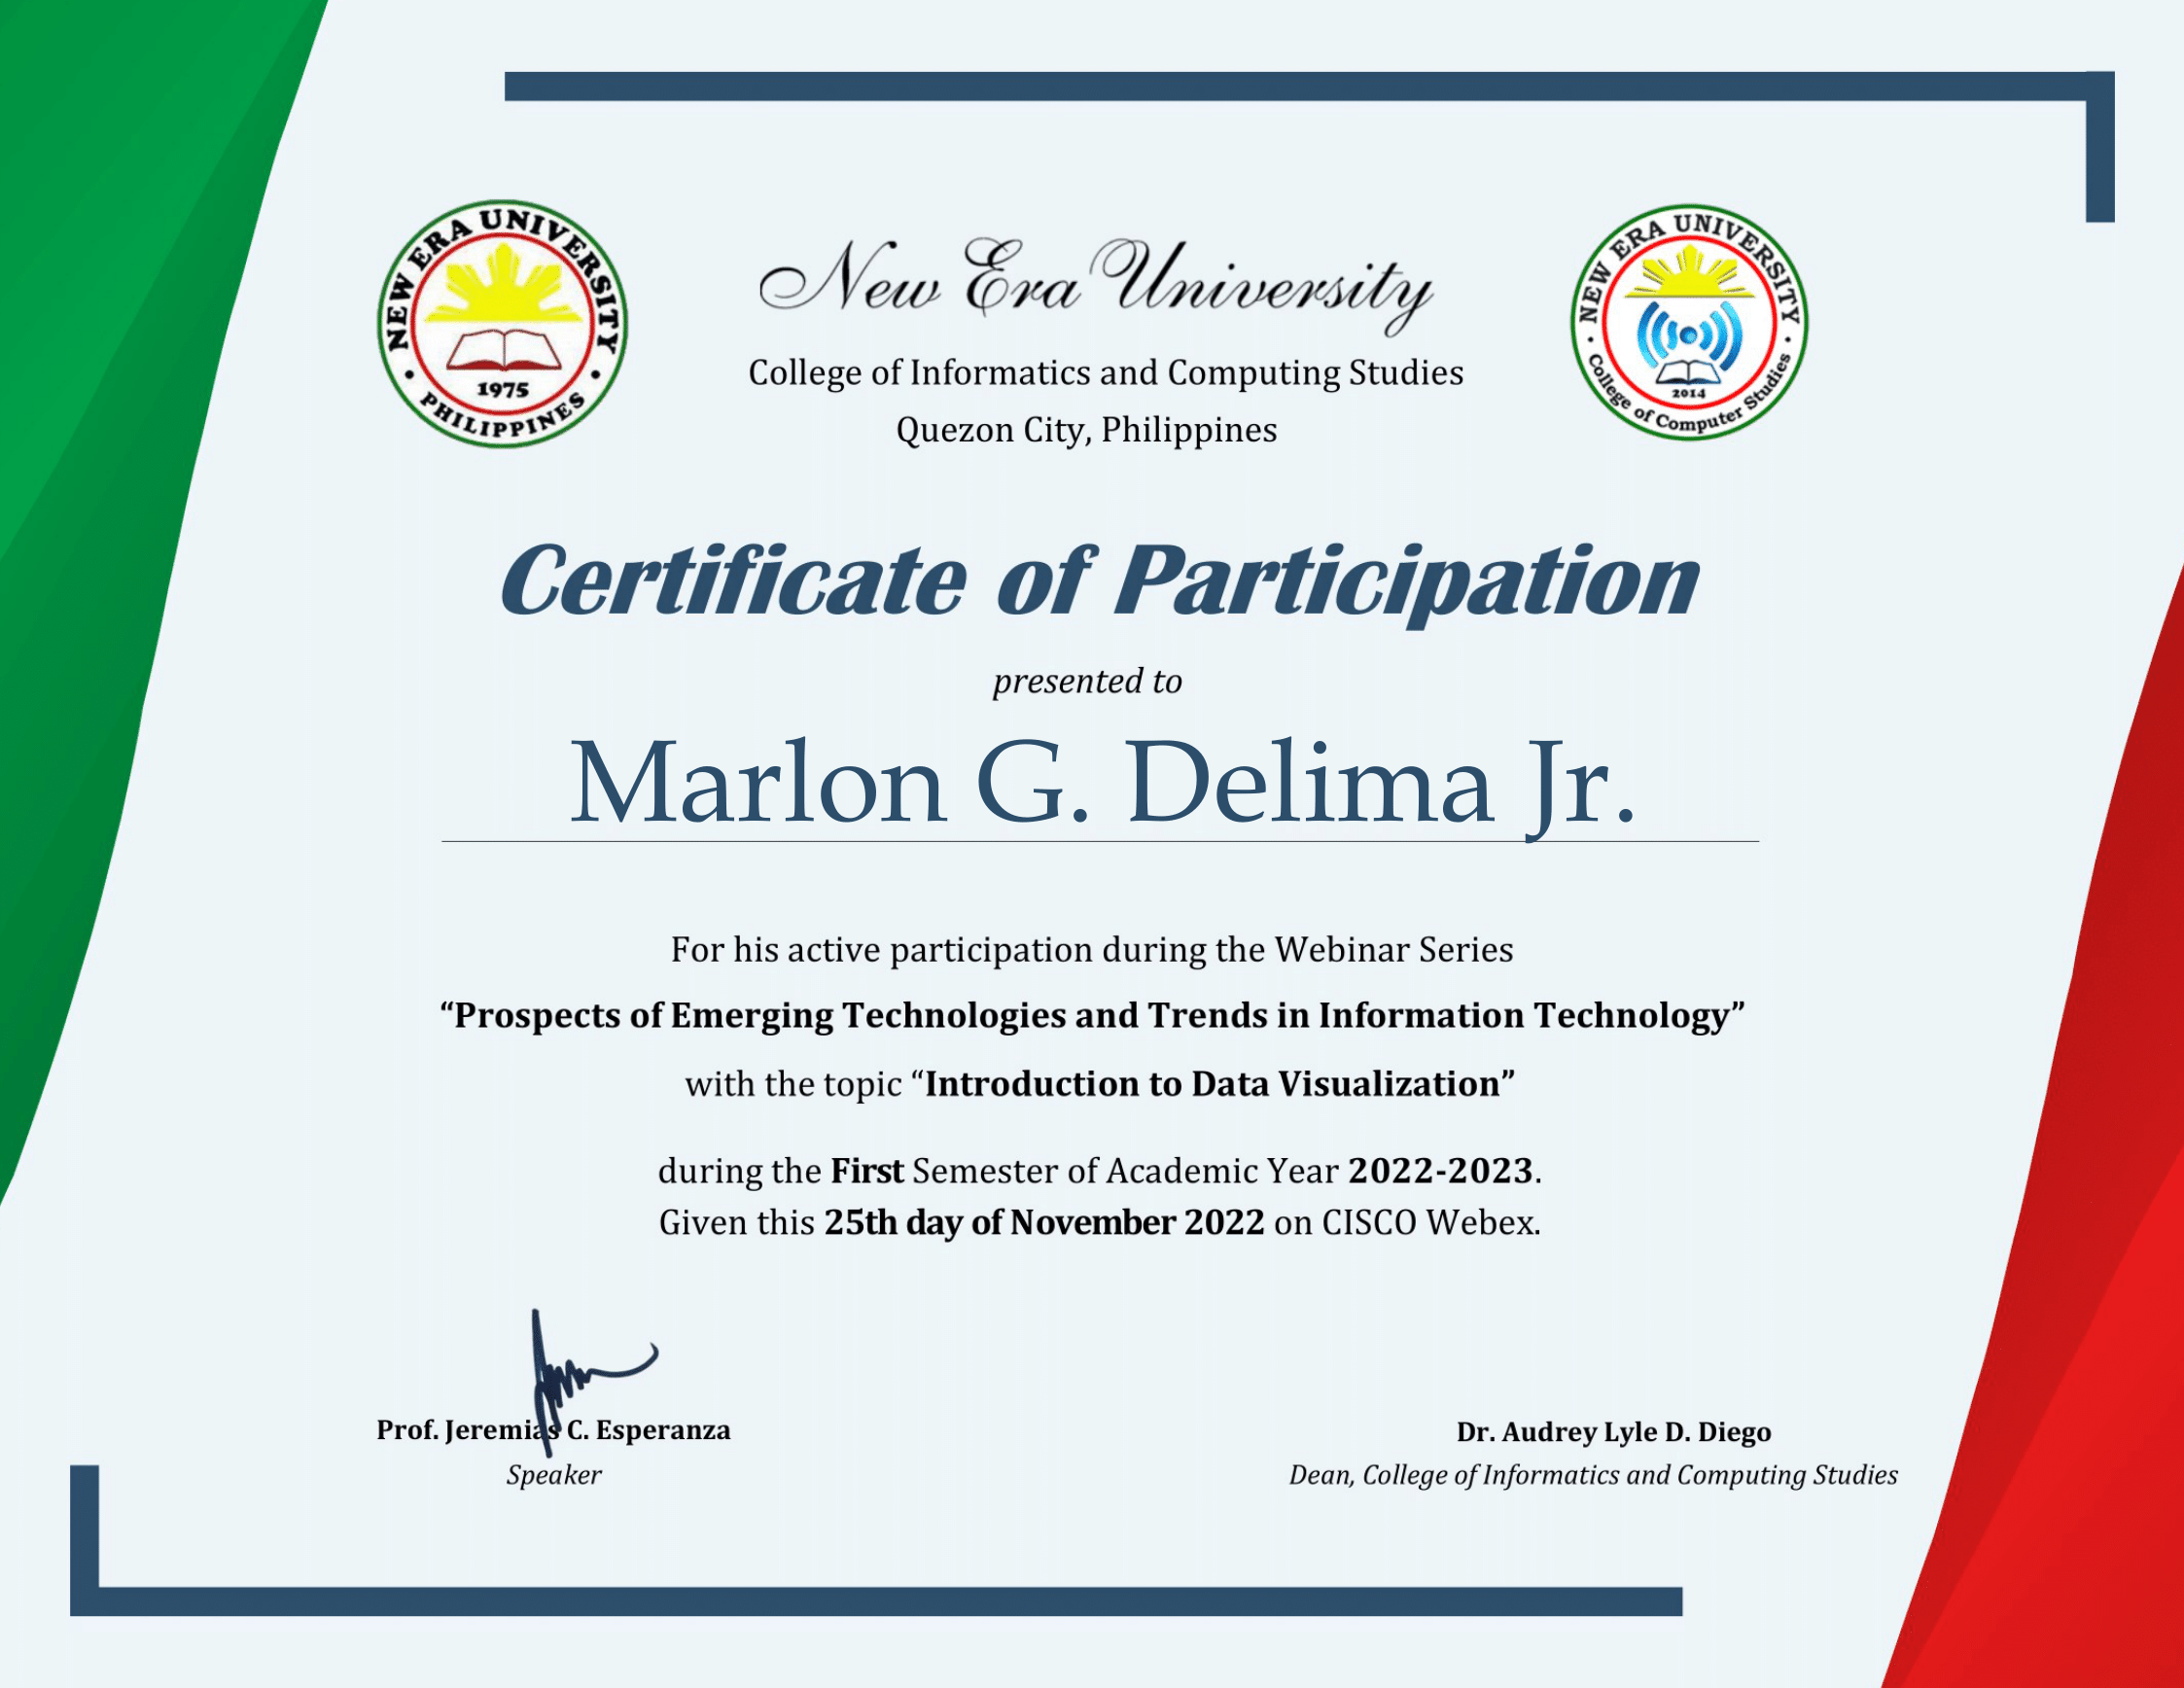 NEW ERA UNIVERSITY
1975
PHILIPPINES
New Era University
College of Informatics and Computing Studies
Quezon City, Philippines
NEW ERA UNIVERSITY
2014
College of Computer Studies
Certificate of Participation
presented to
Marlon G. Delima Jr.
For his active participation during the Webinar Series
“Prospects of Emerging Technologies and Trends in Information Technology”
with the topic “Introduction to Data Visualization”
during the First Semester of Academic Year 2022-2023.
Given this 25th day of November 2022 on CISCO Webex.
Prof. Jeremias C. Esperanza
Speaker
Dr. Audrey Lyle D. Diego
Dean, College of Informatics and Computing Studies